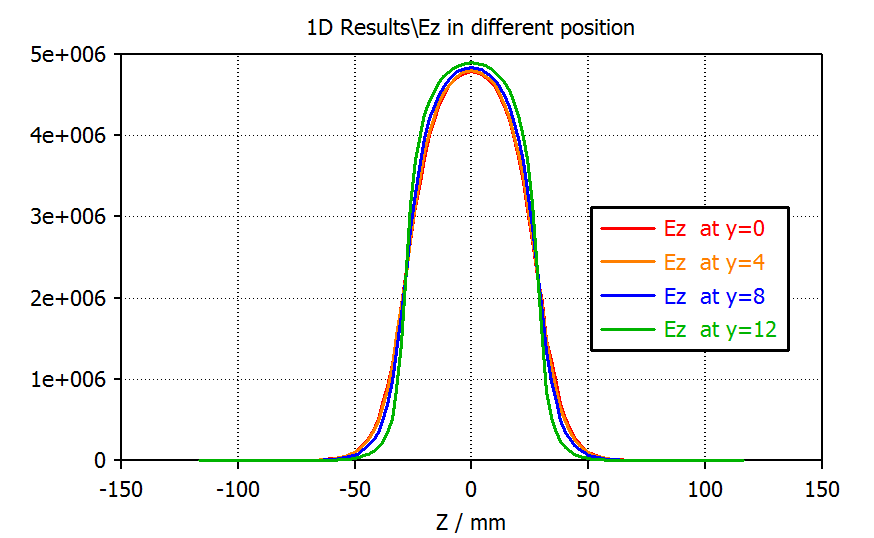 1D Results\Ez in different position
5e+006
4e+006
3e+006
2e+006
1e+006
0
-150 -100 -50 0 50 100 150
Z / mm
Ez at y=0
Ez at y=4
Ez at y=8
Ez at y=12